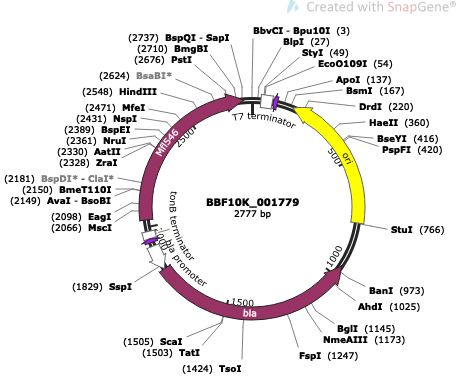 Created with SnapGene®
(2737) BspQI - SapI
(2710) BmgBI
(2676) PstI
(2624) BsaBI*
(2548) HindIII
(2471) MfeI
(2431) NspI
(2389) BspEI
(2361) NruI
(2330) AatII
(2328) ZraI
(2181) BspDI* - ClaI*
(2150) BmeT110I
(2149) AvaI - BsoBI
(2098) EagI
(2066) MscI
(1829) SspI
(1505) ScaI
(1503) TatI
(1424) TsoI
BbvCI - Bpu10I (3)
BlpI (27)
StyI (49)
EcoO109I (54)
ApoI (137)
BsmI (167)
DrdI (220)
HaeII (360)
BseYI (416)
PspFI (420)
StuI (766)
BanI (973)
AhdI (1025)
BglI (1145)
NmeAIII (1173)
FspI (1247)
T7 terminator
ori
500
1000
1500
2500
bla
bla promoter
tonB terminator
BBF10K_001779
2777 bp